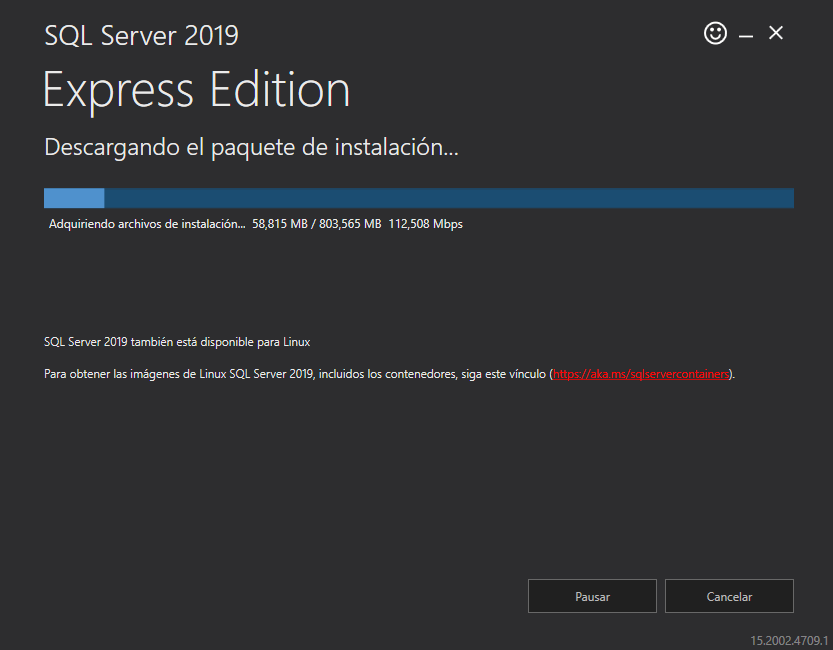 SQL Server 2019
Express Edition
Descargando el paquete de instalación...
Adquiriendo archivos de instalación... 58,815 MB / 803,565 MB 112,508 Mbps
SQL Server 2019 también está disponible para Linux
Para obtener las imágenes de Linux SQL Server 2019, incluidos los contenedores, siga este vínculo (https://aka.ms/sqlservercontainers).
Pausar
Cancelar
15.2002.4709.1